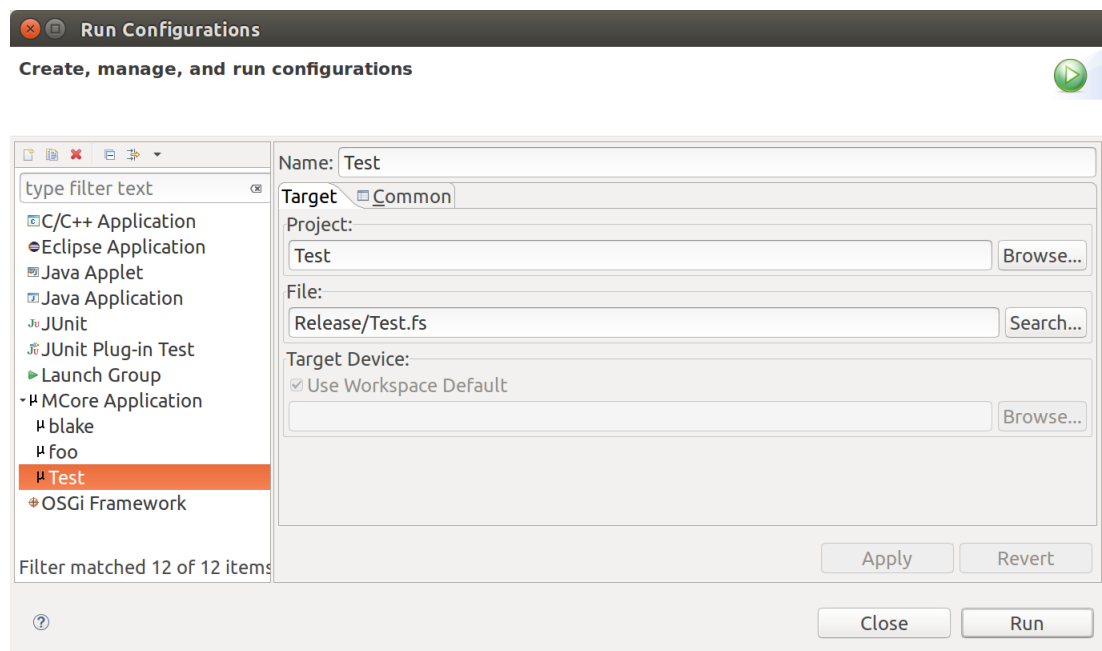 Run Configurations
Create, manage, and run configurations
type filter text
C/C++ Application
Eclipse Application
Java Applet
Java Application
JUnit
JUnit Plug-in Test
Launch Group
MCore Application
blake
foo
Test
OSGi Framework
Filter matched 12 of 12 items
Name: Test
Target Common
Project:
Test Browse...
File:
Release/Test.fs Search...
Target Device:
Use Workspace Default
Browse...
Apply Revert
Close Run